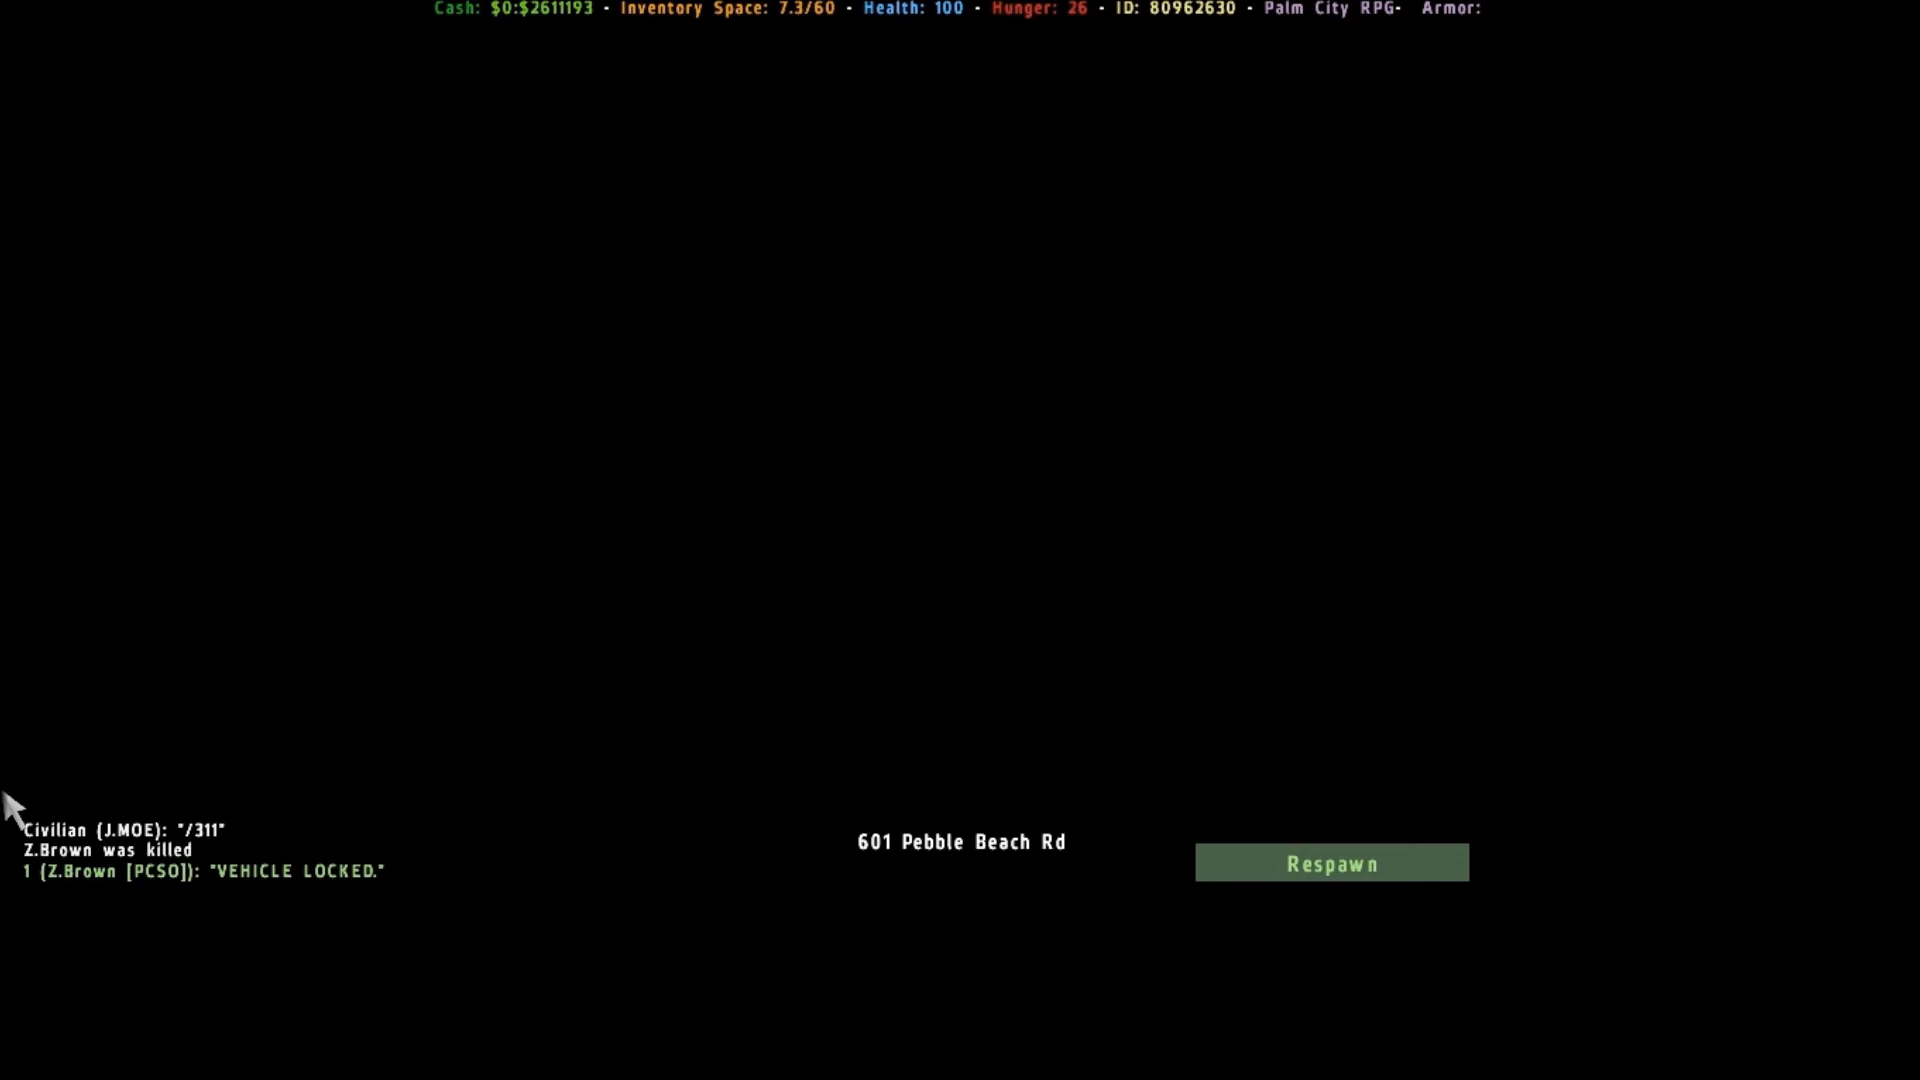 Cash: $0:$2611193 - Inventory Space: 7.3/60 - Health: 100 - Hunger: 26 - ID: 80962630 - Palm City RPG- Armor:
Civilian (J.MOE): "/311"
Z.Brown was killed
1 (Z.Brown [PCSO]): "VEHICLE LOCKED."
601 Pebble Beach Rd
Respawn